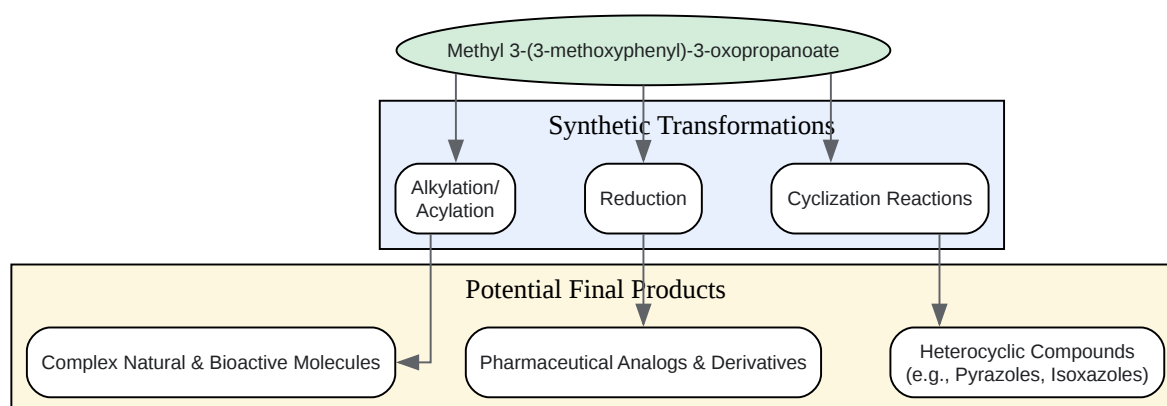 Methyl 3-(3-methoxyphenyl)-3-oxopropanoate
Synthetic Transformations
Alkylation/
Acylation
Reduction
Cyclization Reactions
Potential Final Products
Complex Natural & Bioactive Molecules
Pharmaceutical Analogs & Derivatives
Heterocyclic Compounds
(e.g., Pyrazoles, Isoxazoles)